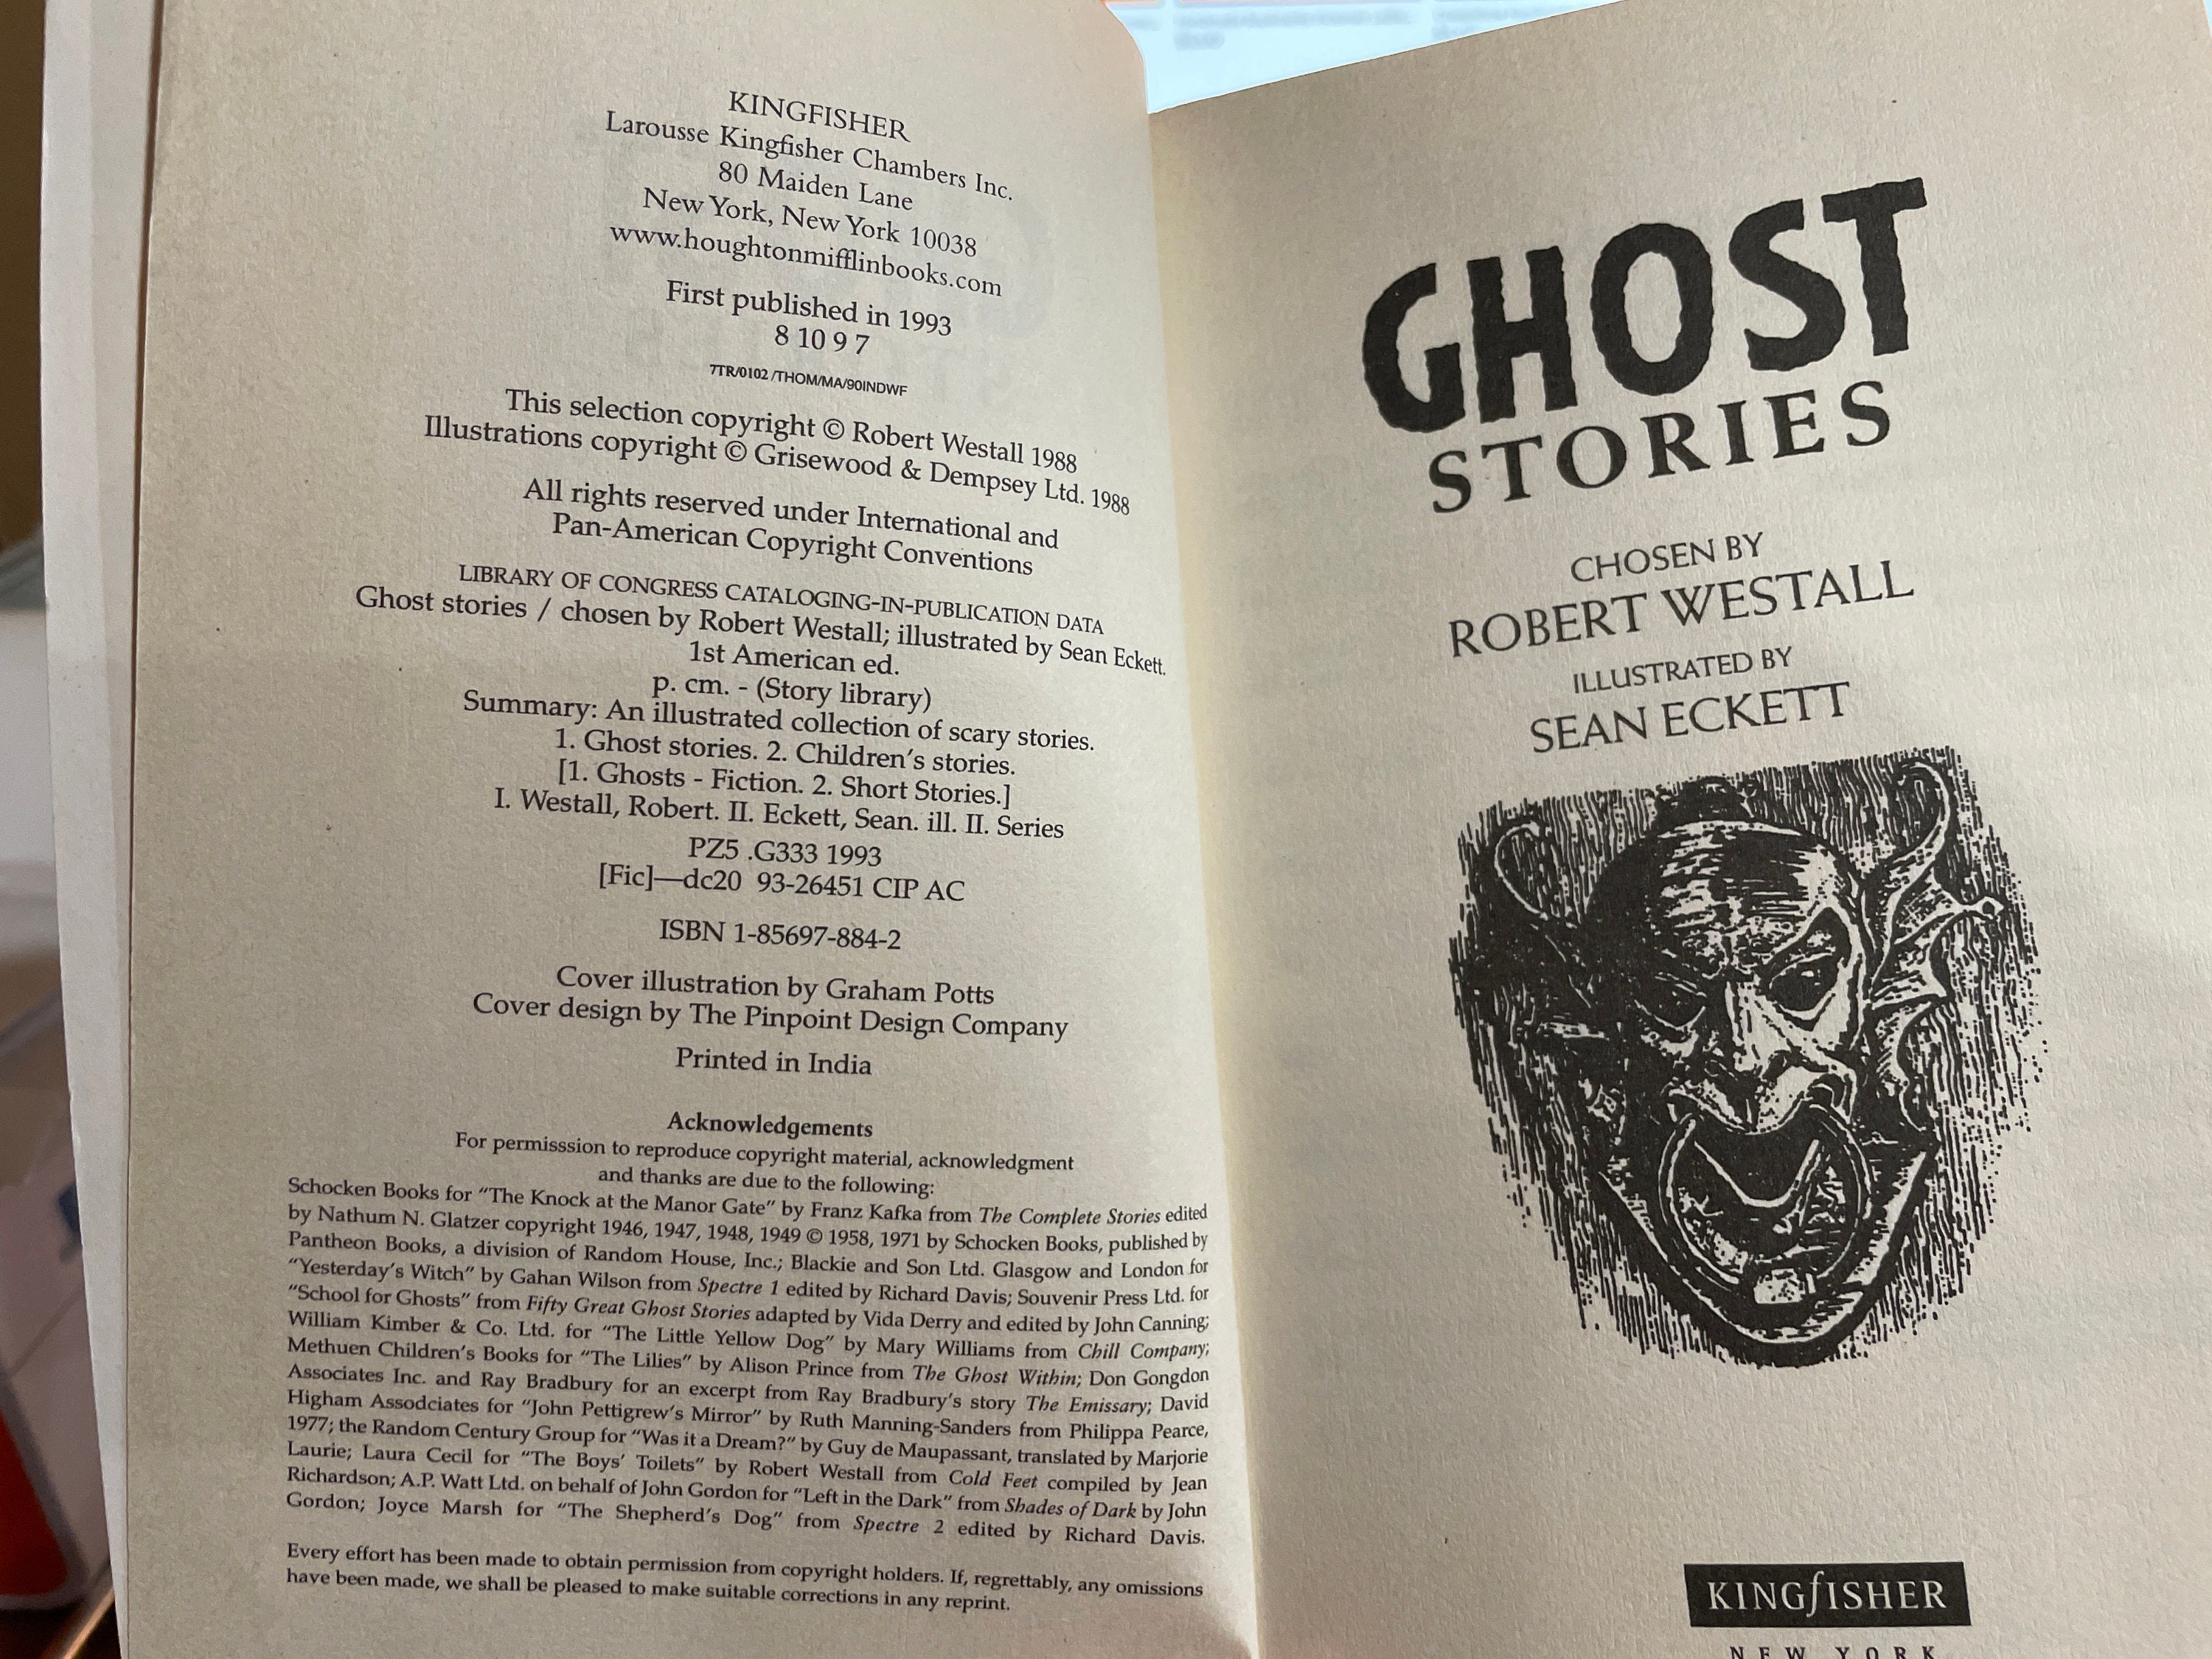 KINGFISHER
Larousse Kingfisher Chambers Inc.
80 Maiden Lane
New York, New York 10038
www.houghtonmifflinbooks.com
First published in 1993
8 10 9 7
7TR/0102 /THOM/MA/90INDWF
This selection copyright © Robert Westall 1988
Illustrations copyright © Grisewood & Dempsey Ltd. 1988
All rights reserved under International and
Pan-American Copyright Conventions
LIBRARY OF CONGRESS CATALOGING-IN-PUBLICATION DATA
Ghost stories / chosen by Robert Westall; illustrated by Sean Eckett.
1st American ed.
p. cm. - (Story library)
Summary: An illustrated collection of scary stories.
1. Ghost stories. 2. Children's stories.
[1. Ghosts - Fiction. 2. Short Stories.]
I. Westall, Robert. II. Eckett, Sean. ill. II. Series
PZ5 .G333 1993
[Fic]—dc20 93-26451 CIP AC
ISBN 1-85697-884-2
Cover illustration by Graham Potts
Cover design by The Pinpoint Design Company
Printed in India
Acknowledgements
For permisssion to reproduce copyright material, acknowledgment
and thanks are due to the following:
Schocken Books for "The Knock at the Manor Gate" by Franz Kafka from The Complete Stories edited
by Nathum N. Glatzer copyright 1946, 1947, 1948, 1949 © 1958, 1971 by Schocken Books, published by
Pantheon Books, a division of Random House, Inc.; Blackie and Son Ltd. Glasgow and London for
"Yesterday's Witch" by Gahan Wilson from Spectre 1 edited by Richard Davis; Souvenir Press Ltd. for
"School for Ghosts" from Fifty Great Ghost Stories adapted by Vida Derry and edited by John Canning;
William Kimber & Co. Ltd. for "The Little Yellow Dog" by Mary Williams from Chill Company;
Methuen Children's Books for "The Lilies" by Alison Prince from The Ghost Within; Don Gongdon
Associates Inc. and Ray Bradbury for an excerpt from Ray Bradbury's story The Emissary; David
Higham Assodciates for "John Pettigrew's Mirror" by Ruth Manning-Sanders from Philippa Pearce,
1977; the Random Century Group for "Was it a Dream?" by Guy de Maupassant, translated by Marjorie
Laurie; Laura Cecil for "The Boys' Toilets" by Robert Westall from Cold Feet compiled by Jean
Richardson; A.P. Watt Ltd. on behalf of John Gordon for "Left in the Dark" from Shades of Dark by John
Gordon; Joyce Marsh for "The Shepherd's Dog" from Spectre 2 edited by Richard Davis.
Every effort has been made to obtain permission from copyright holders. If, regrettably, any omissions
have been made, we shall be pleased to make suitable corrections in any reprint.
GHOST
STORIES
CHOSEN BY
ROBERT WESTALL
ILLUSTRATED BY
SEAN ECKETT
KINGFISHER
NEW YORK